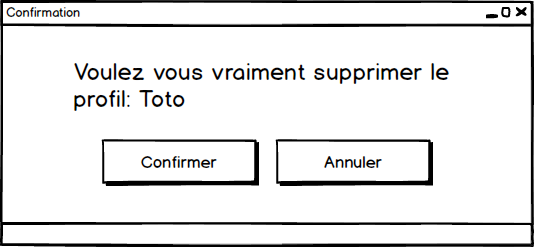 Confirmation
Voulez vous vraiment supprimer le
profil: Toto
Confirmer
Annuler